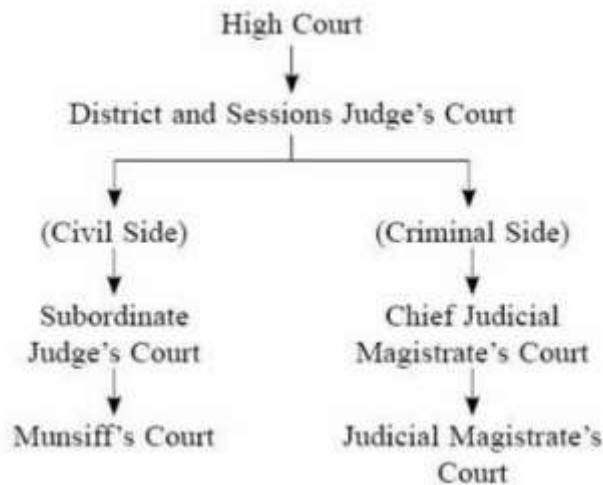 High Court
District and Sessions Judge's Court
(Civil Side)
(Criminal Side)
Subordinate
Judge's Court
Chief Judicial
Magistrate's Court
Munsiff's Court
Judicial Magistrate's
Court